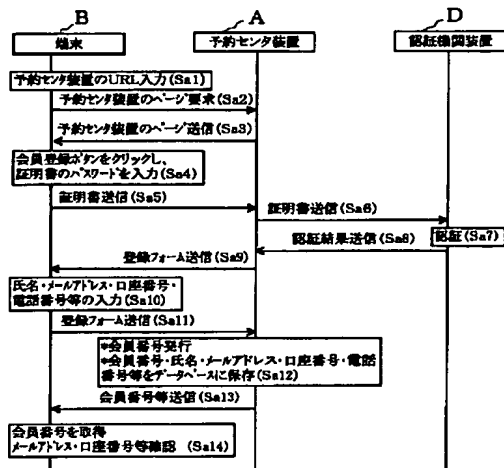 B
A
D
端末
予約センタ装置
認証機関装置
予約センタ装置のURL入力(Sa1)
予約センタ装置のページ要求(Sa2)
予約センタ装置のページ送信(Sa3)
会員登録ボタンをクリックし、
証明書のパスワードを入力(Sa4)
証明書送信(Sa5)
証明書送信(Sa6)
認証(Sa7)
認証結果送信(Sa8)
登録フォーム送信(Sa9)
氏名・メールアドレス・口座番号・
電話番号等の入力(Sa10)
登録フォーム送信(Sa11)
*会員番号発行
*会員番号・氏名・メールアドレス・口座番号・電話
番号等をデータベースに保存(Sa12)
会員番号等送信(Sa13)
会員番号を取得
メールアドレス・口座番号等確認 (Sa14)